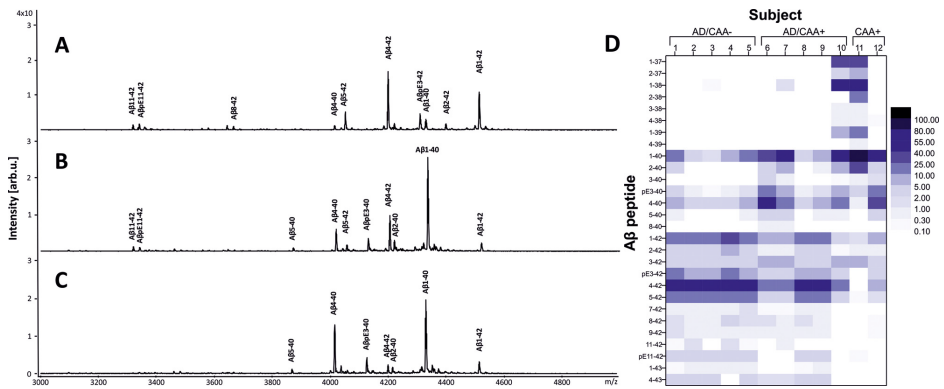 4x10
3
2
1
0
A
Aβ11-42
AβpE11-42
Aβ8-42
Aβ4-40
Aβ5-42
Aβ4-42
AβpE3-42
Aβ1-40
Aβ2-42
Aβ1-42
3
2
1
0
B
Aβ11-42
AβpE11-42
Aβ5-40
Aβ4-40
Aβ5-42
AβpE3-40
Aβ4-42
Aβ2-40
Aβ1-40
Aβ1-42
3
2
1
0
C
Aβ5-40
Aβ4-40
AβpE3-40
Aβ4-42
Aβ2-40
Aβ1-40
Aβ1-42
Intensity [arb.u.]
3000 3200 3400 3600 3800 4000 4200 4400 4600 4800 m/z
D
Subject
AD/CAA- AD/CAA+ CAA+
1 2 3 4 5 6 7 8 9 10 11 12
Aβ peptide
1-37
2-37
1-38
2-38
3-38
4-38
1-39
4-39
1-40
2-40
3-40
pE3-40
4-40
5-40
8-40
1-42
2-42
3-42
pE3-42
4-42
5-42
7-42
8-42
9-42
11-42
pE11-42
1-43
4-43
100.00
80.00
55.00
40.00
25.00
10.00
5.00
2.00
1.00
0.30
0.10